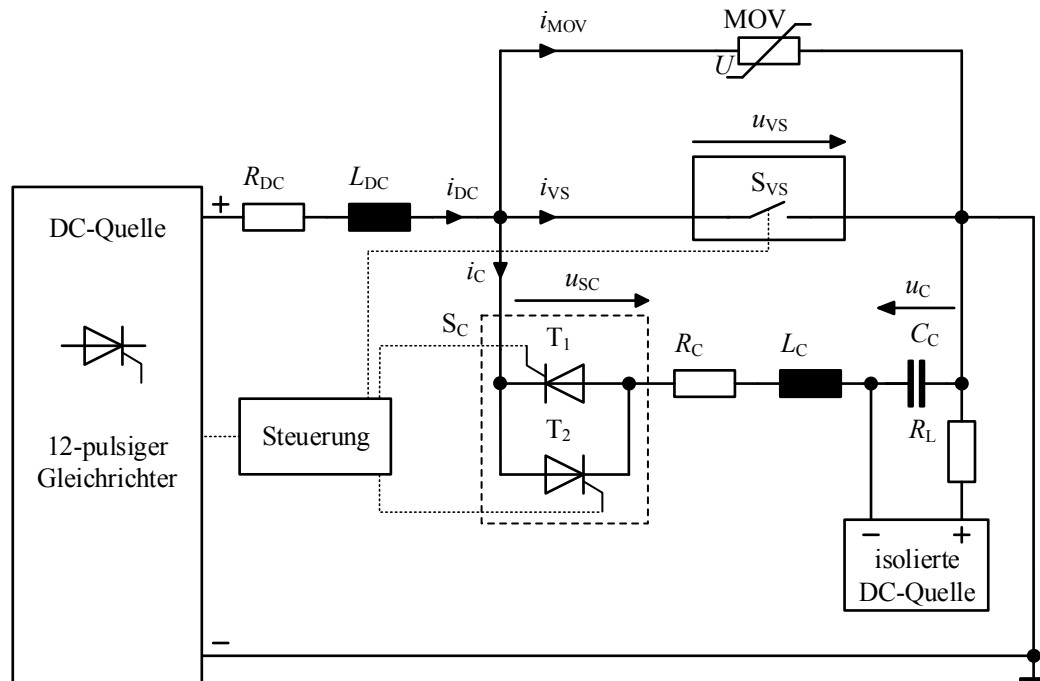 MOV
i_MOV
U
u_VS
R_DC
L_DC
i_DC
i_VS
S_VS
+
DC-Quelle
i_C
u_SC
u_C
S_C
T_1
R_C
L_C
C_C
T_2
R_L
Steuerung
12-pulsiger
Gleichrichter
− +
isolierte
DC-Quelle
−